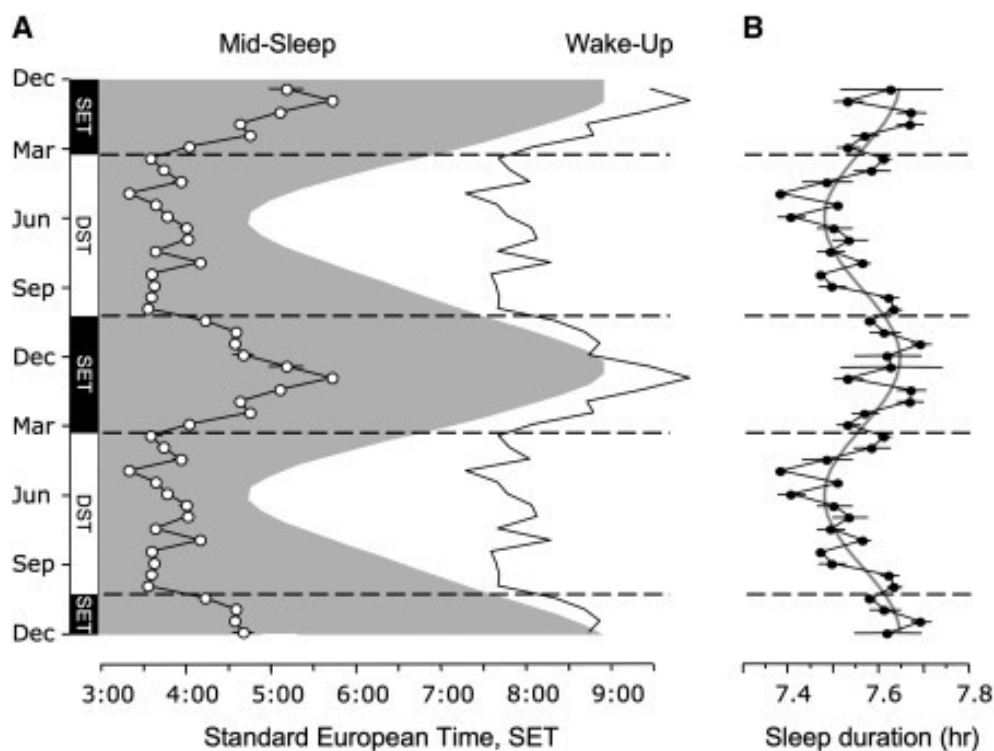 A
B
Mid-Sleep
Wake-Up
Dec
Mar
Jun
Sep
Dec
Mar
Jun
Sep
Dec
SET
DST
SET
DST
SET
3:00 4:00 5:00 6:00 7:00 8:00 9:00
Standard European Time, SET
7.4 7.6 7.8
Sleep duration (hr)